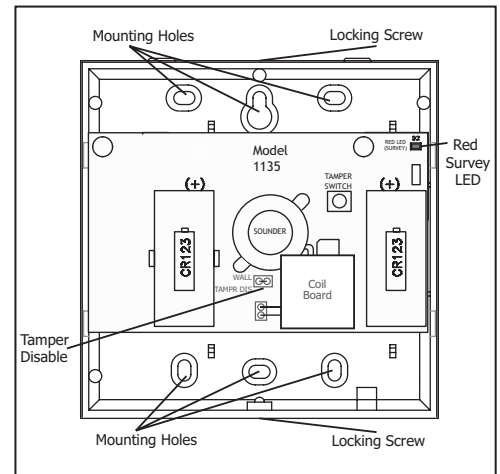 Mounting Holes
Locking Screw
Model
1135
RED LED
(SURVEY)
Red
Survey
LED
TAMPER
SWITCH
(+)
(+)
SOUNDER
CR123
CR123
WALL
TAMPR DIS
Coil
Board
Tamper
Disable
Mounting Holes
Locking Screw